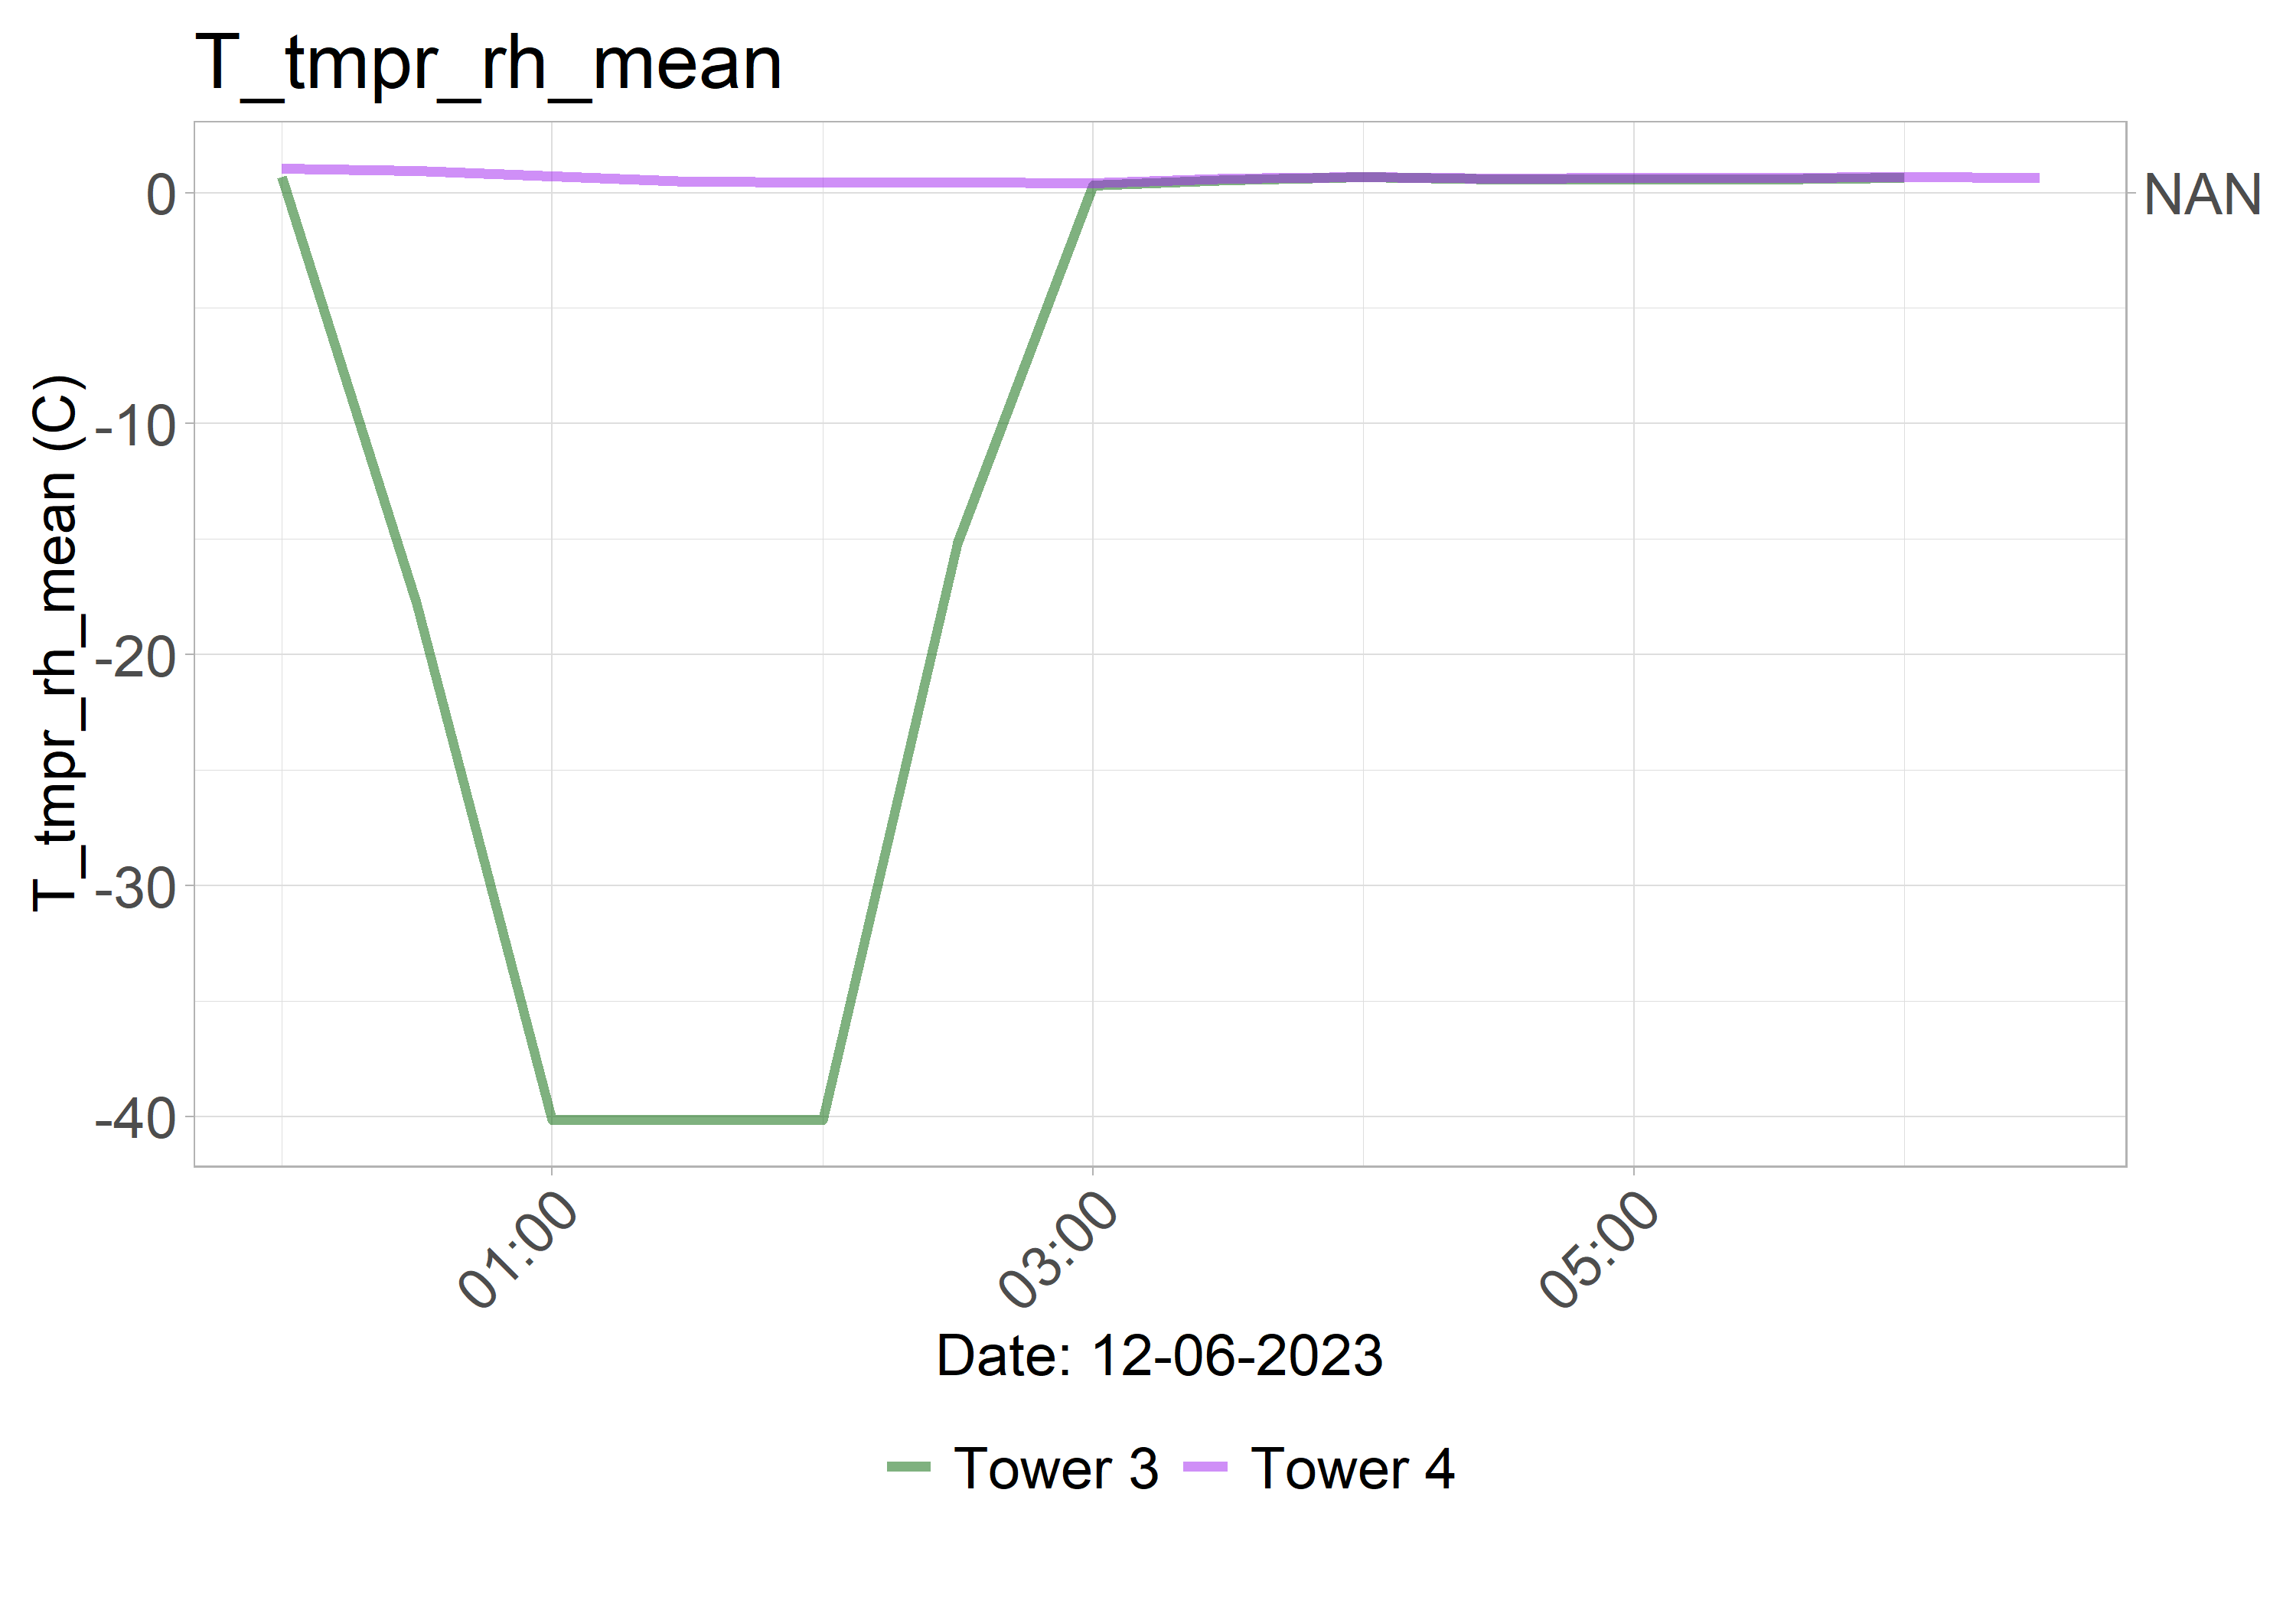 T_tmpr_rh_mean
T_tmpr_rh_mean (C)
0
-10
-20
-30
-40
NAN
01:00
03:00
05:00
Date: 12-06-2023
Tower 3
Tower 4